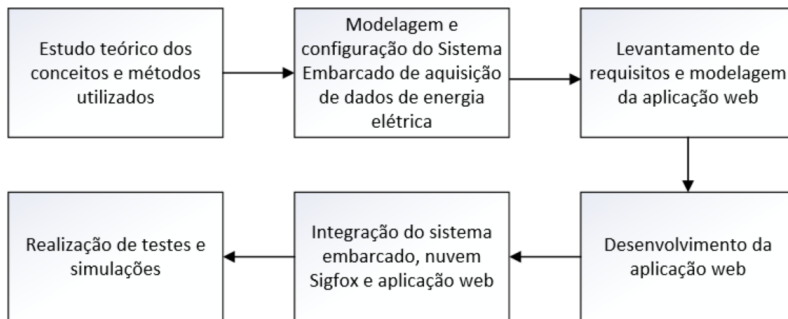 Estudo teórico dos
conceitos e métodos
utilizados
Modelagem e
configuração do Sistema
Embarcado de aquisição
de dados de energia
elétrica
Levantamento de
requisitos e modelagem
da aplicação web
Desenvolvimento da
aplicação web
Integração do sistema
embarcado, nuvem
Sigfox e aplicação web
Realização de testes e
simulações